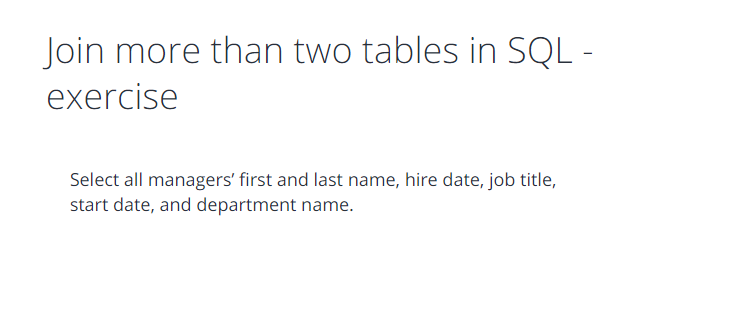 Join more than two tables in SQL -
exercise
Select all managers’ first and last name, hire date, job title,
start date, and department name.